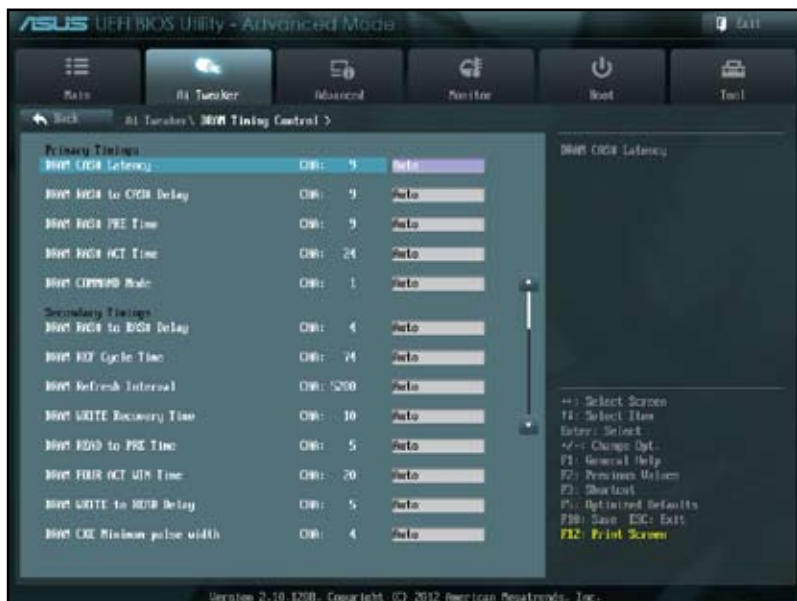 ASUS UEFI BIOS Utility - Advanced Mode
Exit
Main
Ai Tweaker
Advanced
Monitor
Boot
Tool
Back
Ai Tweaker\ DRAM Timing Control >
Primary Timings
DRAM CAS# Latency CHA: 9 Auto
DRAM RAS# to CAS# Delay CHA: 9 Auto
DRAM RAS# PRE Time CHA: 9 Auto
DRAM RAS# ACT Time CHA: 24 Auto
DRAM COMMAND Mode CHA: 1 Auto
Secondary Timings
DRAM RAS# to RAS# Delay CHA: 4 Auto
DRAM REF Cycle Time CHA: 74 Auto
DRAM Refresh Interval CHA: 5200 Auto
DRAM WRITE Recovery Time CHA: 10 Auto
DRAM READ to PRE Time CHA: 5 Auto
DRAM FOUR ACT WIN Time CHA: 20 Auto
DRAM WRITE to READ Delay CHA: 5 Auto
DRAM CKE Minimum pulse width CHA: 4 Auto
DRAM CAS# Latency
→←: Select Screen
↑↓: Select Item
Enter: Select
+/-: Change Opt.
F1: General Help
F2: Previous Values
F3: Shortcut
F5: Optimized Defaults
F10: Save ESC: Exit
F12: Print Screen
Version 2.10.1208. Copyright (C) 2012 American Megatrends, Inc.